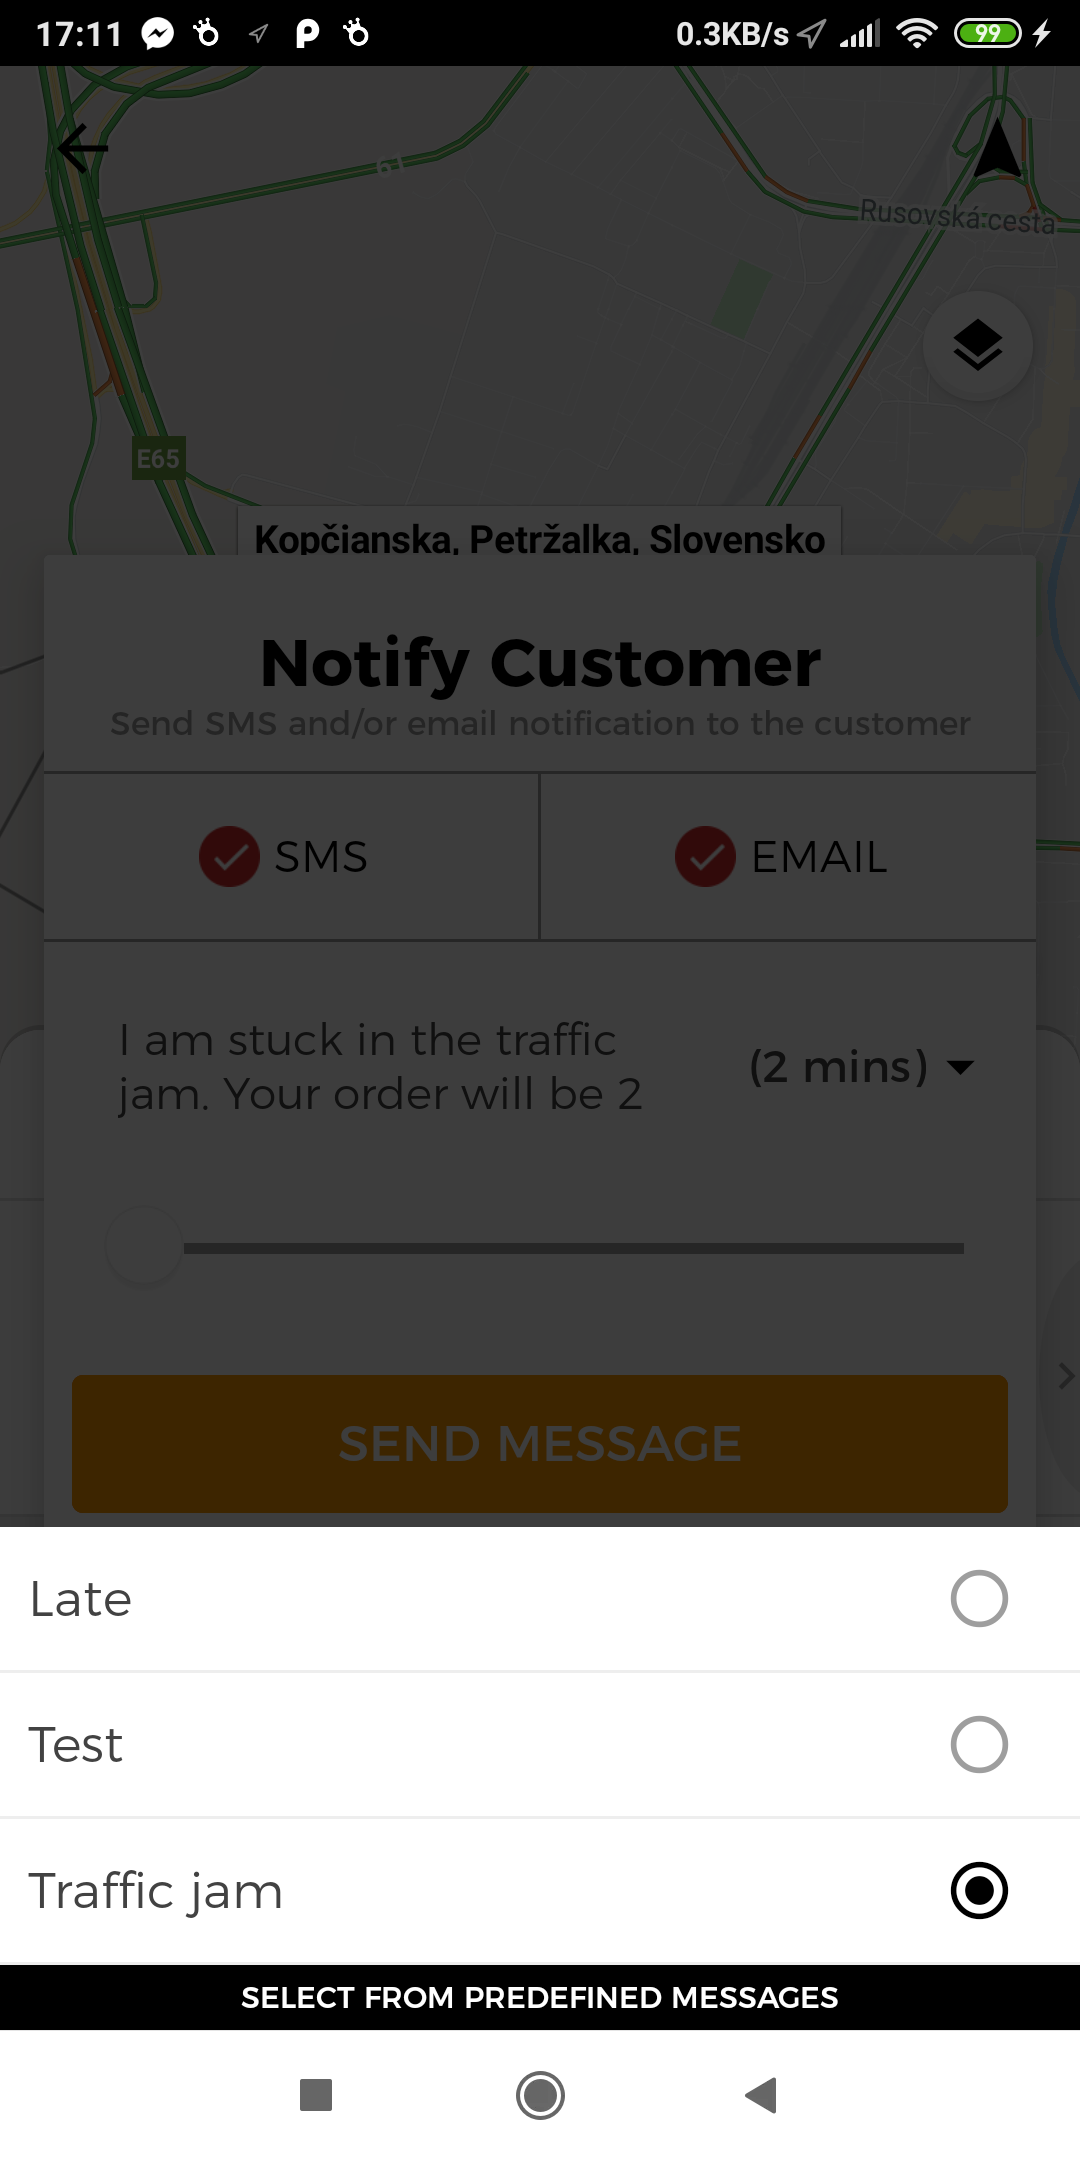 17:11
0.3KB/s
99
61
Rusovská cesta
E65
Kopčianska, Petržalka, Slovensko
Notify Customer
Send SMS and/or email notification to the customer
SMS
EMAIL
I am stuck in the traffic
jam. Your order will be 2
(2 mins)
SEND MESSAGE
Late
Test
Traffic jam
SELECT FROM PREDEFINED MESSAGES